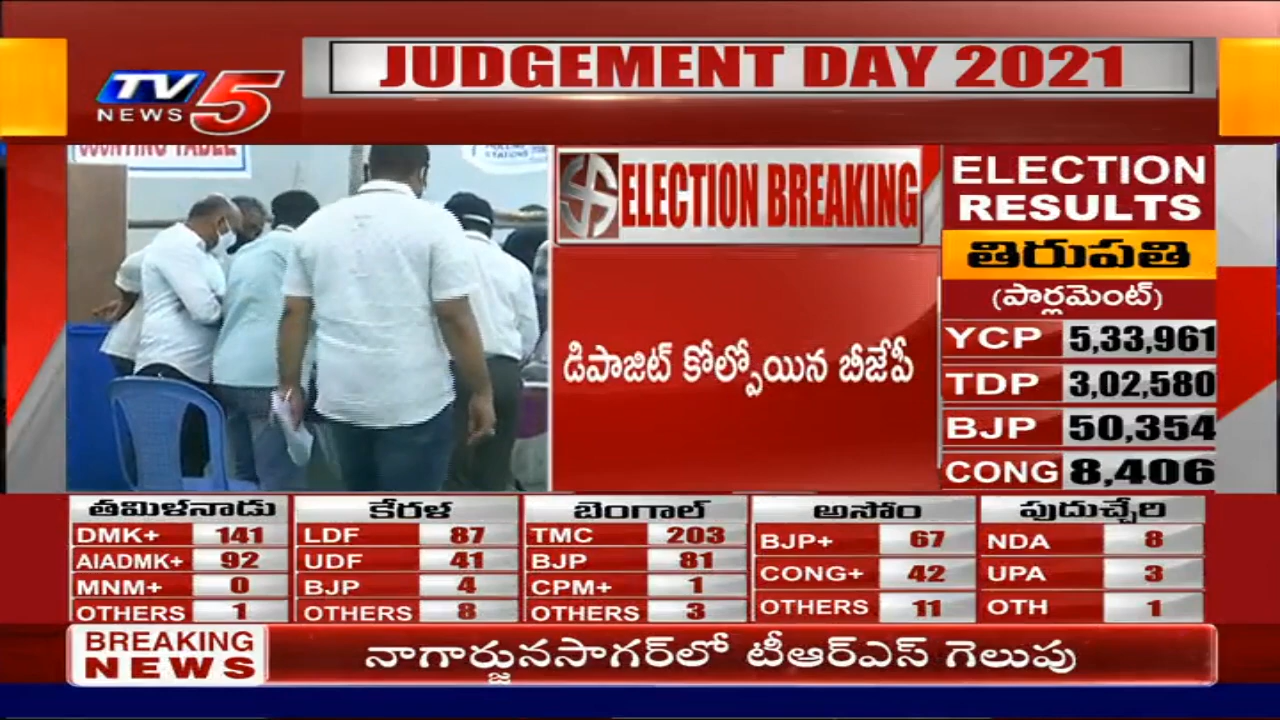 JUDGEMENT DAY 2021
TV5
NEWS
COUNTING TABLE
ELECTION BREAKING
డిపాజిట్ కోల్పోయిన బీజేపీ
ELECTION
RESULTS
తిరుపతి
(పార్లమెంట్)
YCP 5,33,961
TDP 3,02,580
BJP 50,354
CONG 8,406
తమిళనాడు
DMK+ 141
AIADMK+ 92
MNM+ 0
OTHERS 1
కేరళ
LDF 87
UDF 41
BJP 4
OTHERS 8
బెంగాల్
TMC 203
BJP 81
CPM+ 1
OTHERS 3
అసోం
BJP+ 67
CONG+ 42
OTHERS 11
పుదుచ్చేరి
NDA 8
UPA 3
OTH 1
BREAKING
NEWS
నాగార్జునసాగర్‌లో టీఆర్ఎస్ గెలుపు